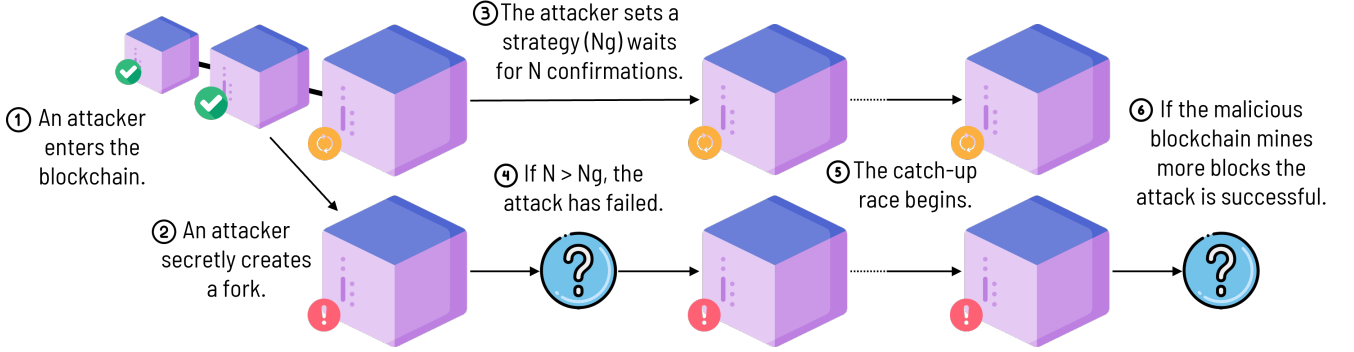 ① An attacker
enters the
blockchain.
② An attacker
secretly creates
a fork.
③ The attacker sets a
strategy (Ng) waits
for N confirmations.
④ If N > Ng, the
attack has failed.
⑤ The catch-up
race begins.
⑥ If the malicious
blockchain mines
more blocks the
attack is successful.